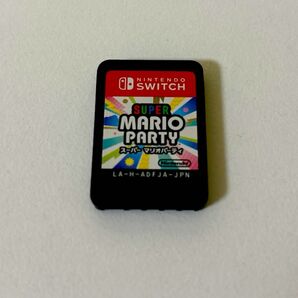 NINTENDO
SWITCH
SUPER
MARIO
PARTY
スーパー マリオパーティ
Nintendo
LA-H-ADFJA-JPN